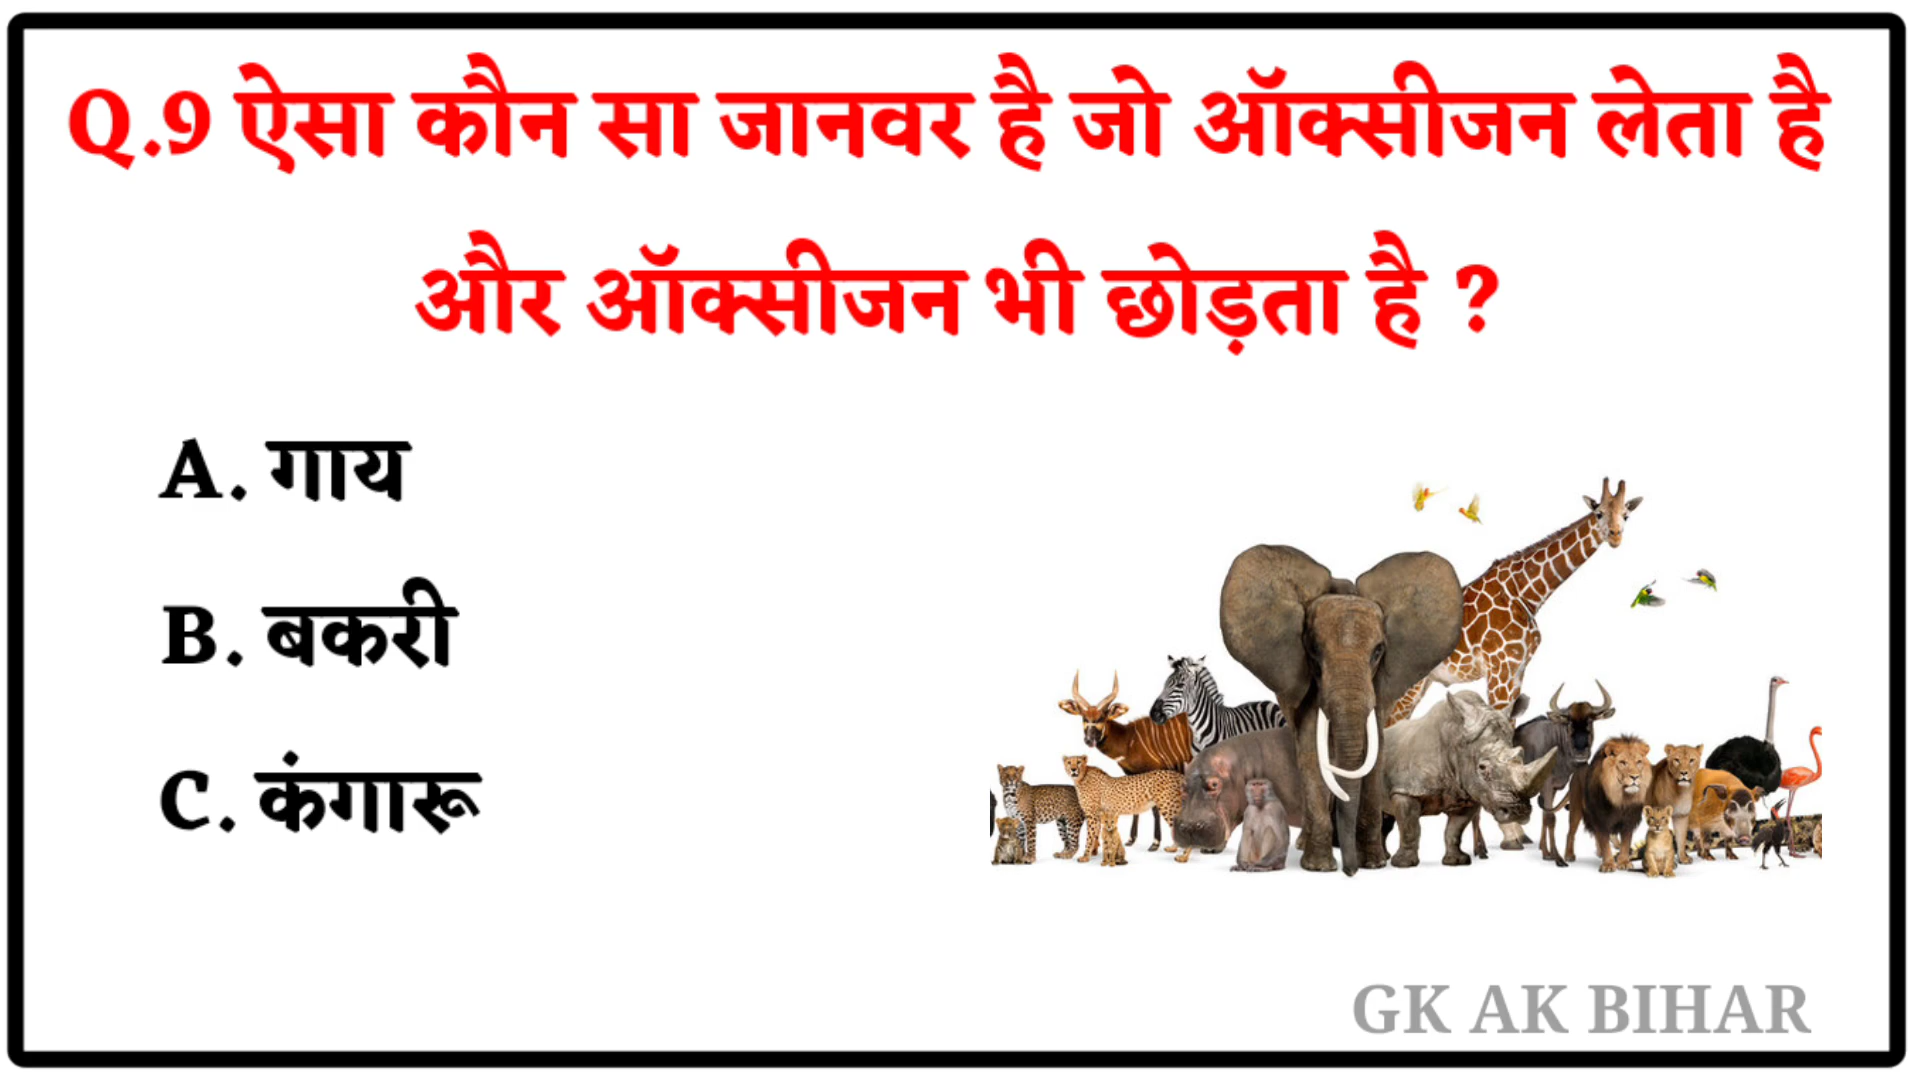 Q.9 ऐसा कौन सा जानवर है जो ऑक्सीजन लेता है
और ऑक्सीजन भी छोड़ता है ?
A. गाय
B. बकरी
C. कंगारू
GK AK BIHAR